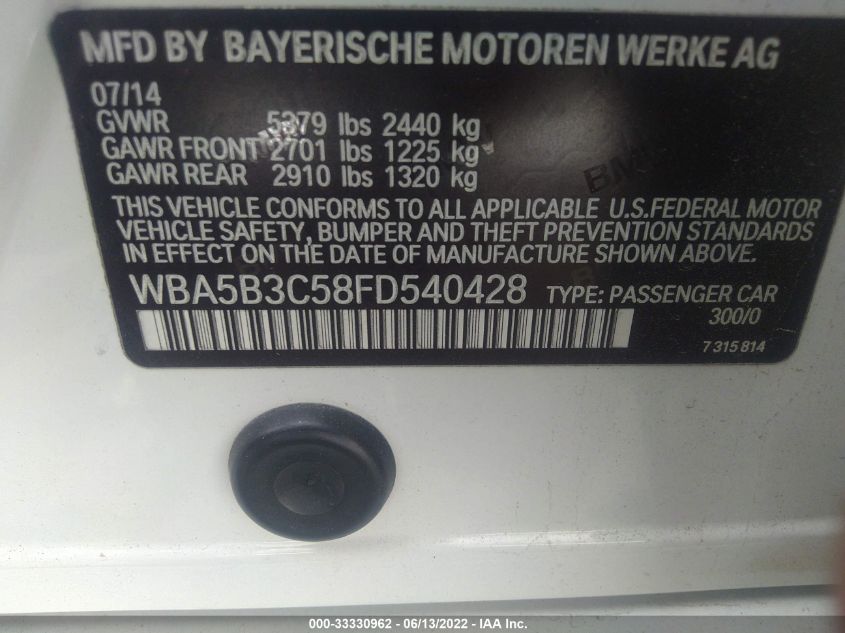 MFD BY BAYERISCHE MOTOREN WERKE AG
07/14
GVWR 5379 lbs 2440 kg
GAWR FRONT 2701 lbs 1225 kg
GAWR REAR 2910 lbs 1320 kg
THIS VEHICLE CONFORMS TO ALL APPLICABLE U.S.FEDERAL MOTOR
VEHICLE SAFETY, BUMPER AND THEFT PREVENTION STANDARDS
IN EFFECT ON THE DATE OF MANUFACTURE SHOWN ABOVE.
WBA5B3C58FD540428 TYPE: PASSENGER CAR
300/0
7 315 814
000-33330962 - 06/13/2022 - IAA Inc.